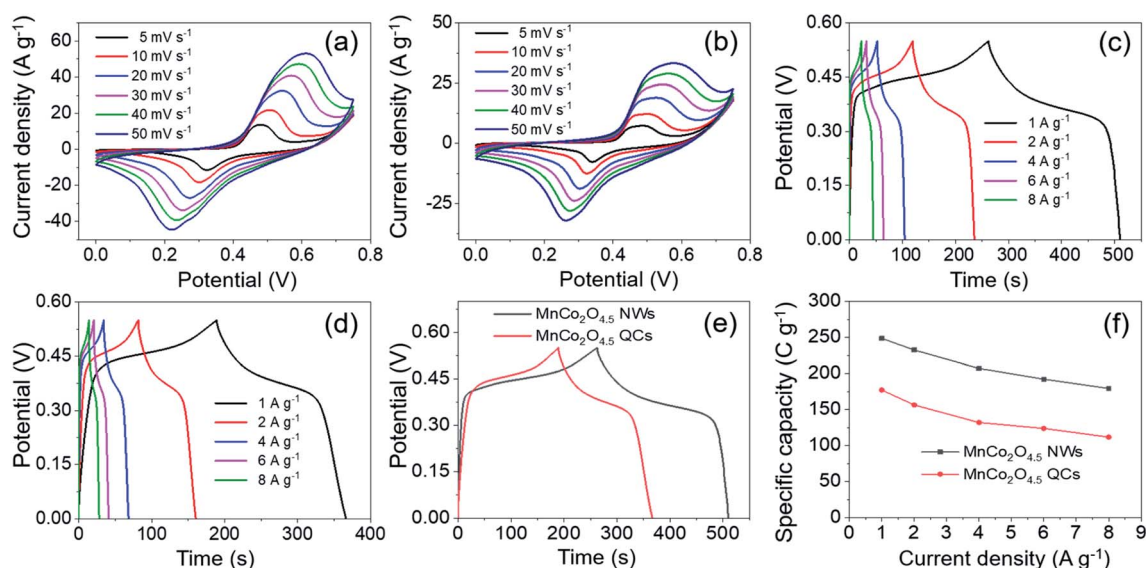 (a)
5 mV s⁻¹
10 mV s⁻¹
20 mV s⁻¹
30 mV s⁻¹
40 mV s⁻¹
50 mV s⁻¹
60
40
20
0
-20
-40
0.0 0.2 0.4 0.6 0.8
Current density (A g⁻¹)
Potential (V)
(b)
5 mV s⁻¹
10 mV s⁻¹
20 mV s⁻¹
30 mV s⁻¹
40 mV s⁻¹
50 mV s⁻¹
50
25
0
-25
0.0 0.2 0.4 0.6 0.8
Current density (A g⁻¹)
Potential (V)
(c)
1 A g⁻¹
2 A g⁻¹
4 A g⁻¹
6 A g⁻¹
8 A g⁻¹
0.60
0.45
0.30
0.15
0.00
0 100 200 300 400 500
Potential (V)
Time (s)
(d)
1 A g⁻¹
2 A g⁻¹
4 A g⁻¹
6 A g⁻¹
8 A g⁻¹
0.60
0.45
0.30
0.15
0.00
0 100 200 300 400
Potential (V)
Time (s)
(e)
MnCo₂O₄.₅ NWs
MnCo₂O₄.₅ QCs
0.60
0.45
0.30
0.15
0.00
0 100 200 300 400 500
Potential (V)
Time (s)
(f)
MnCo₂O₄.₅ NWs
MnCo₂O₄.₅ QCs
300
250
200
150
100
50
0
0 1 2 3 4 5 6 7 8 9
Specific capacity (C g⁻¹)
Current density (A g⁻¹)